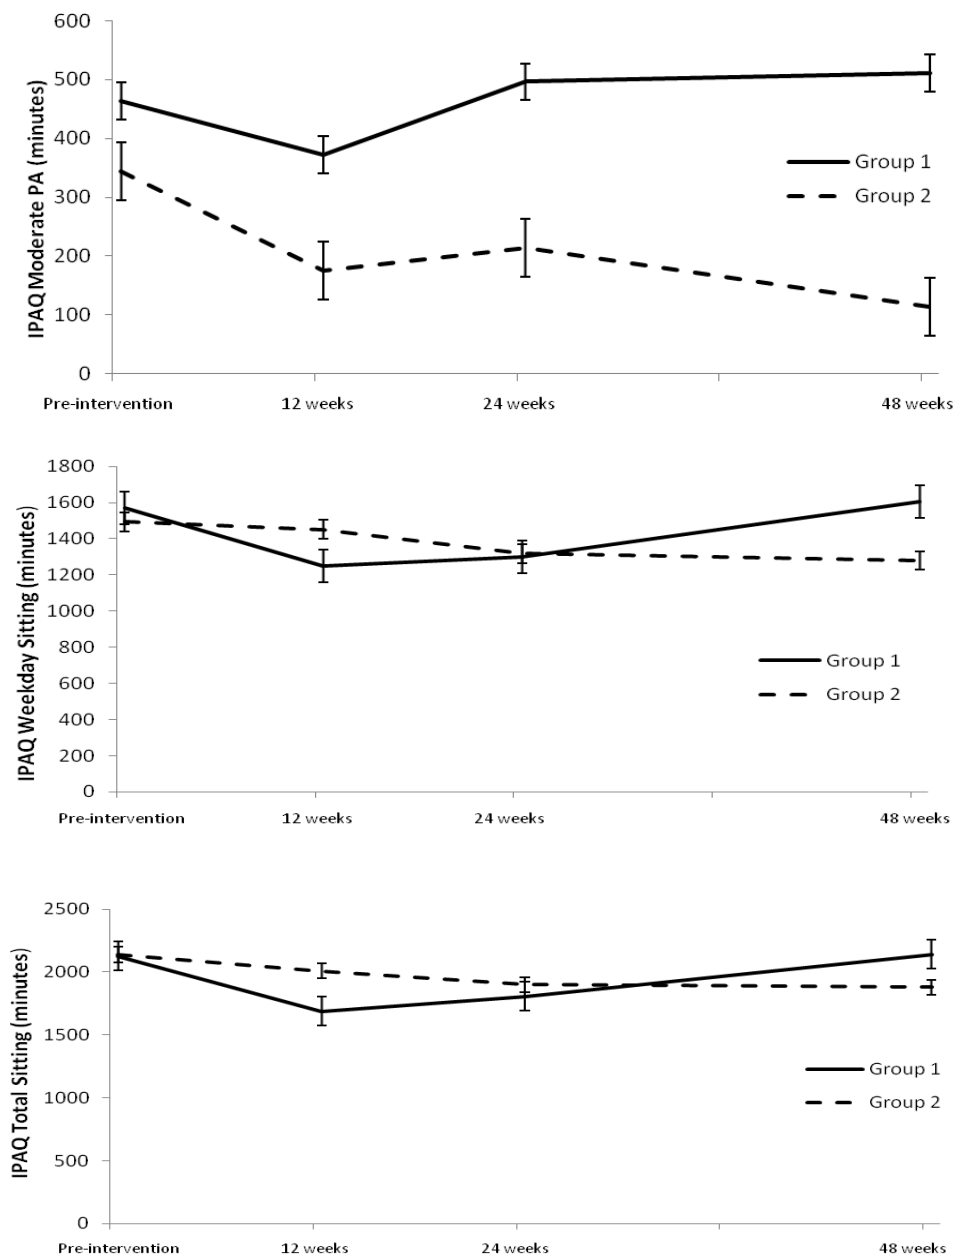 600
500
400
300
200
100
0
IPAQ Moderate PA (minutes)
Group 1
Group 2
Pre-intervention 12 weeks 24 weeks 48 weeks
1800
1600
1400
1200
1000
800
600
400
200
0
IPAQ Weekday Sitting (minutes)
Group 1
Group 2
Pre-intervention 12 weeks 24 weeks 48 weeks
2500
2000
1500
1000
500
0
IPAQ Total Sitting (minutes)
Group 1
Group 2
Pre-intervention 12 weeks 24 weeks 48 weeks